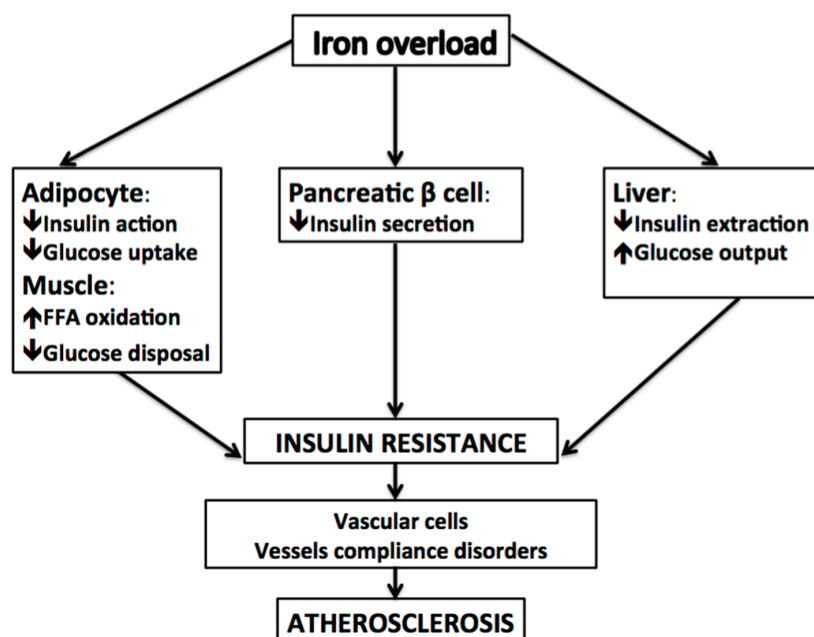 Iron overload
Adipocyte:
↓Insulin action
↓Glucose uptake
Muscle:
↑FFA oxidation
↓Glucose disposal
Pancreatic β cell:
↓Insulin secretion
Liver:
↓Insulin extraction
↑Glucose output
INSULIN RESISTANCE
Vascular cells
Vessels compliance disorders
ATHEROSCLEROSIS